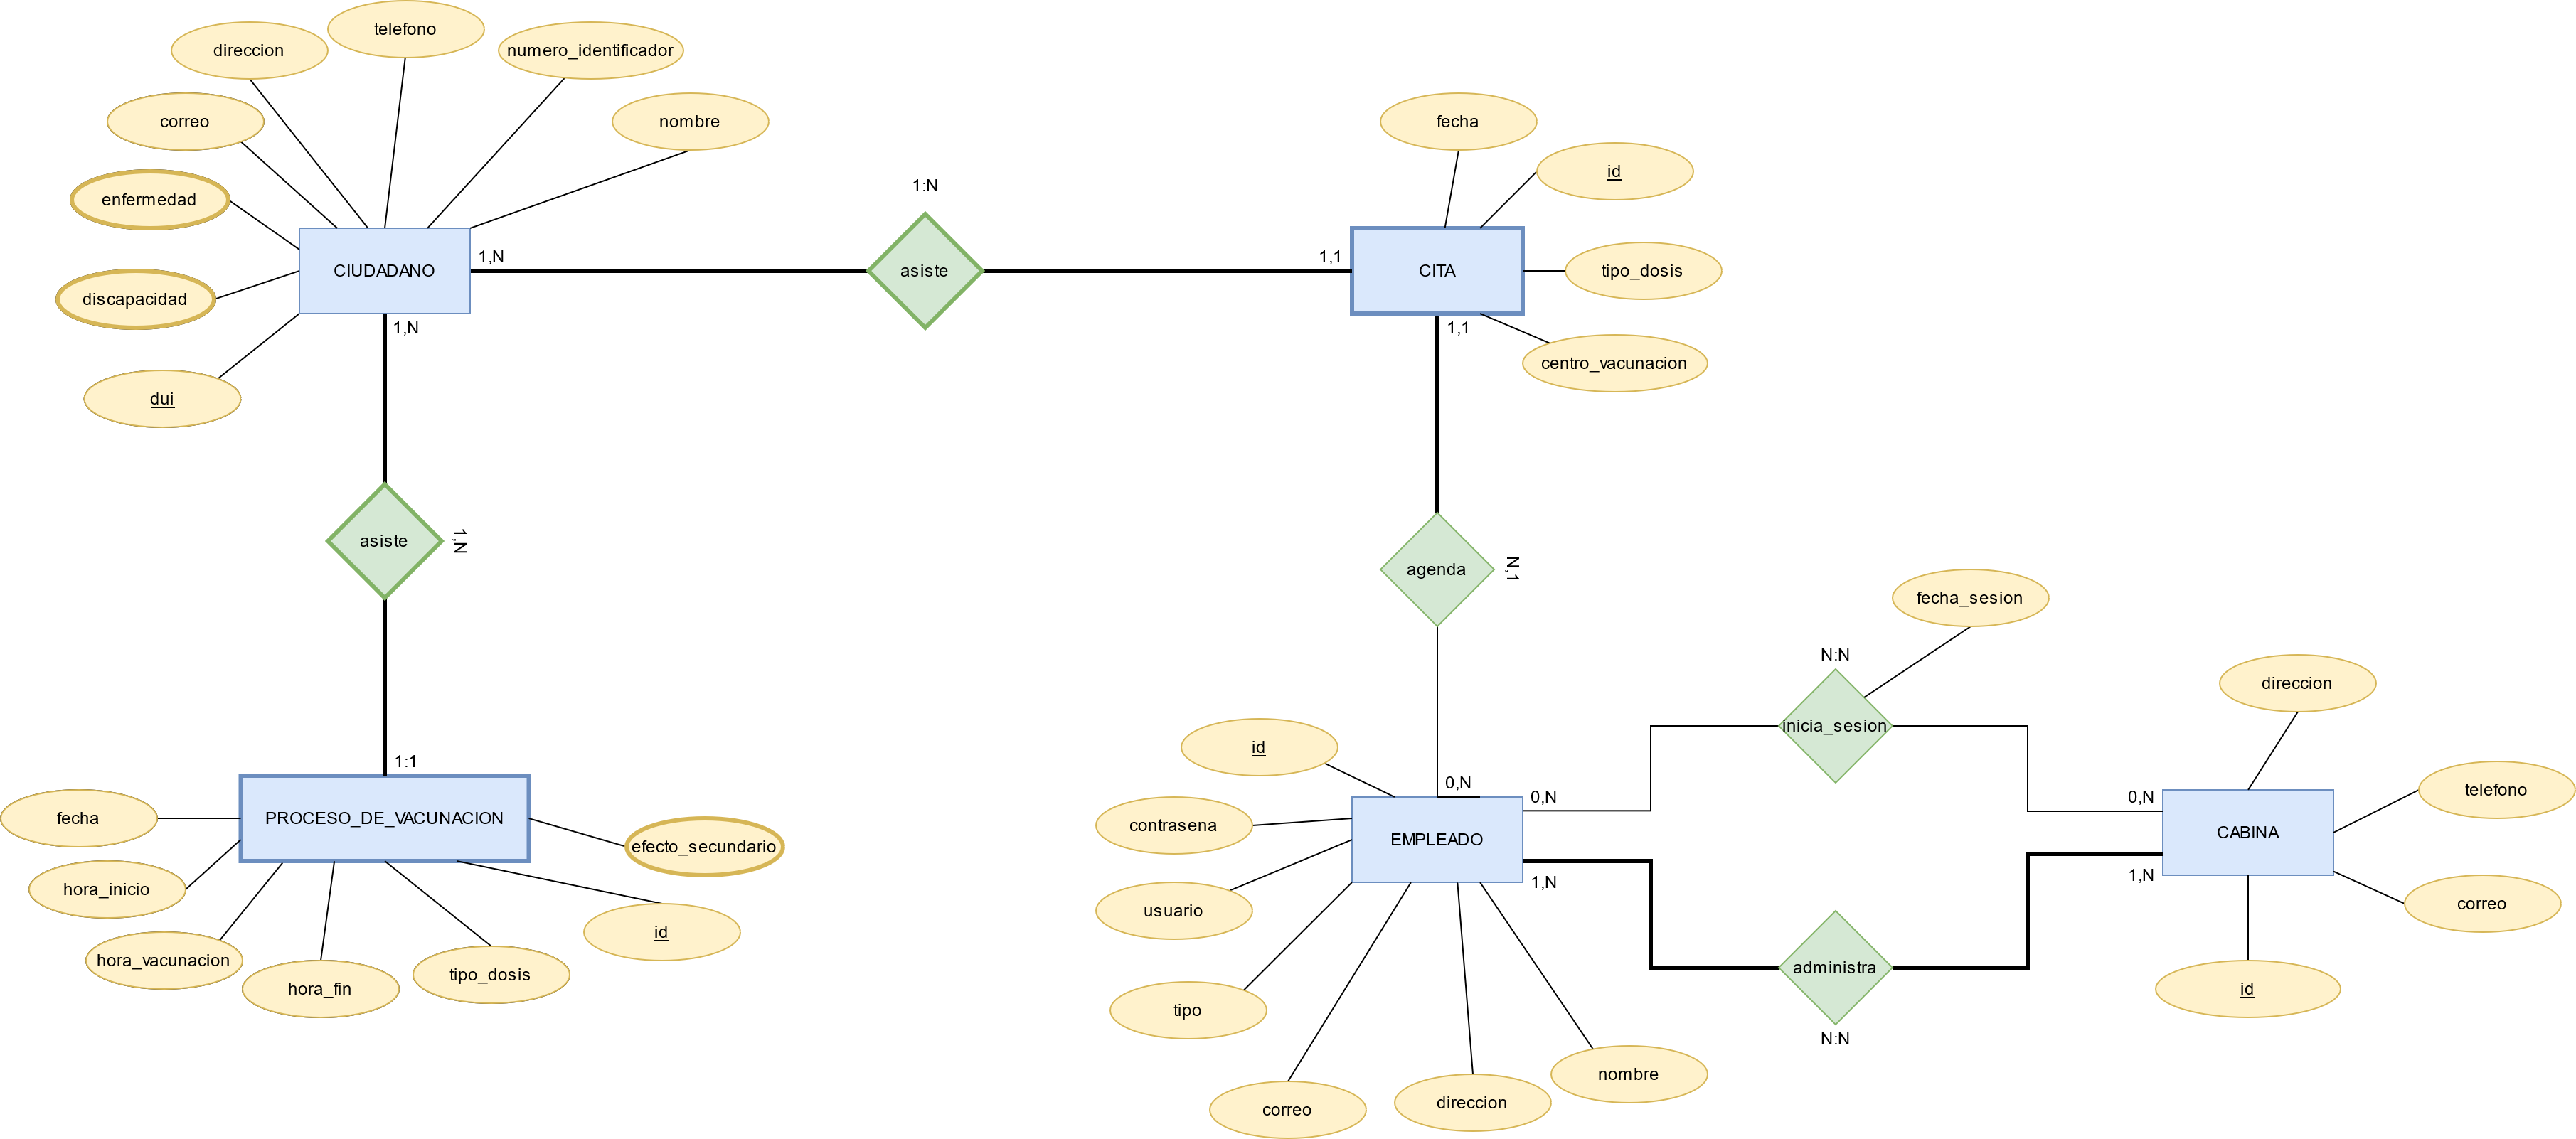 telefono
direccion
numero_identificador
correo
nombre
fecha
id
enfermedad
1:N
CIUDADANO
1,N
asiste
1,1
CITA
tipo_dosis
discapacidad
1,N
1,1
centro_vacunacion
dui
asiste
1,N
agenda
N,1
fecha_sesion
N:N
inicia_sesion
direccion
id
1:1
0,N
0,N
0,N
telefono
fecha
PROCESO_DE_VACUNACION
efecto_secundario
contrasena
EMPLEADO
CABINA
hora_inicio
1,N
1,N
usuario
correo
id
hora_vacunacion
hora_fin
tipo_dosis
administra
id
tipo
N:N
correo
direccion
nombre